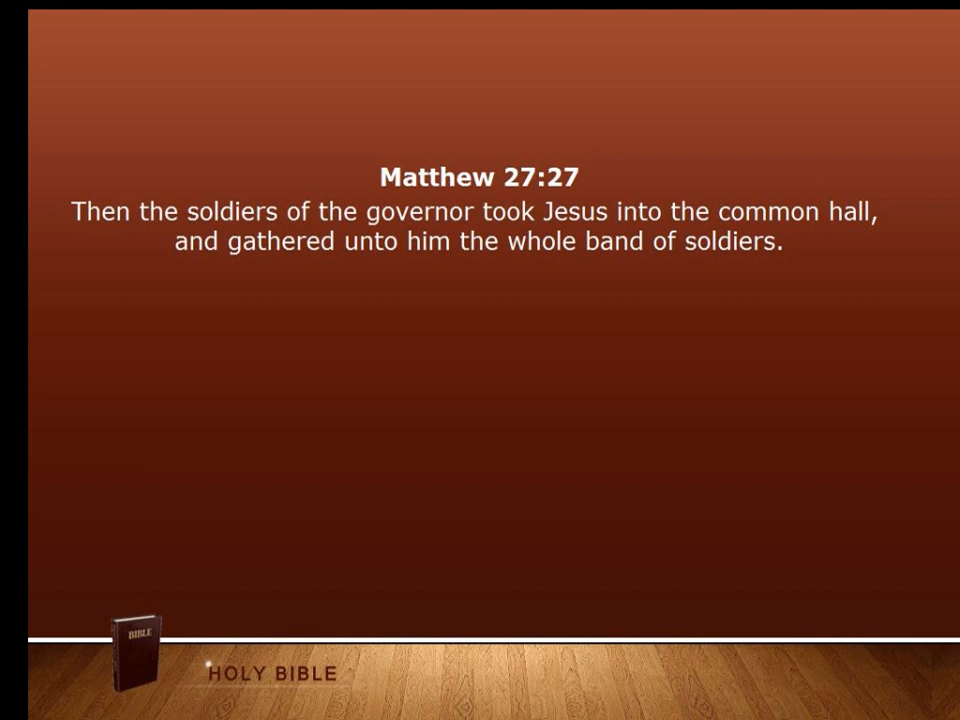 Matthew 27:27
Then the soldiers of the governor took Jesus into the common hall,
and gathered unto him the whole band of soldiers.
BIBLE
HOLY BIBLE